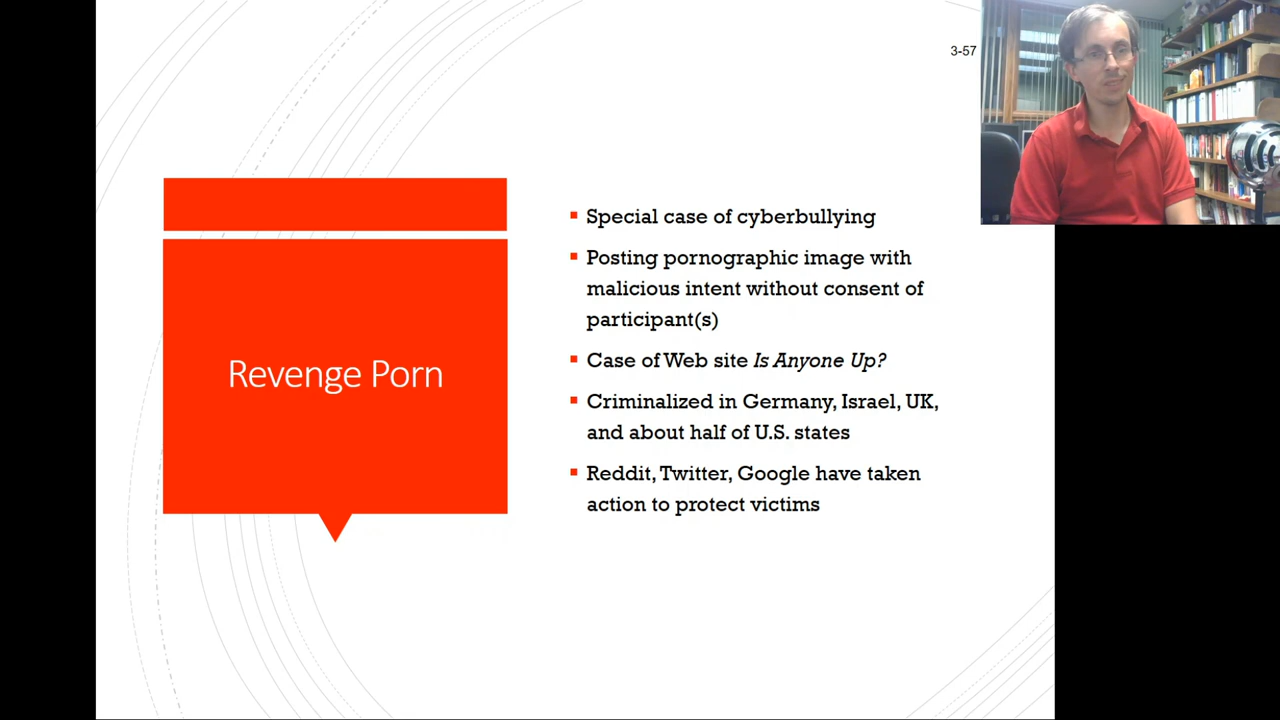 3-57
Revenge Porn
▪ Special case of cyberbullying
▪ Posting pornographic image with
malicious intent without consent of
participant(s)
▪ Case of Web site Is Anyone Up?
▪ Criminalized in Germany, Israel, UK,
and about half of U.S. states
▪ Reddit, Twitter, Google have taken
action to protect victims